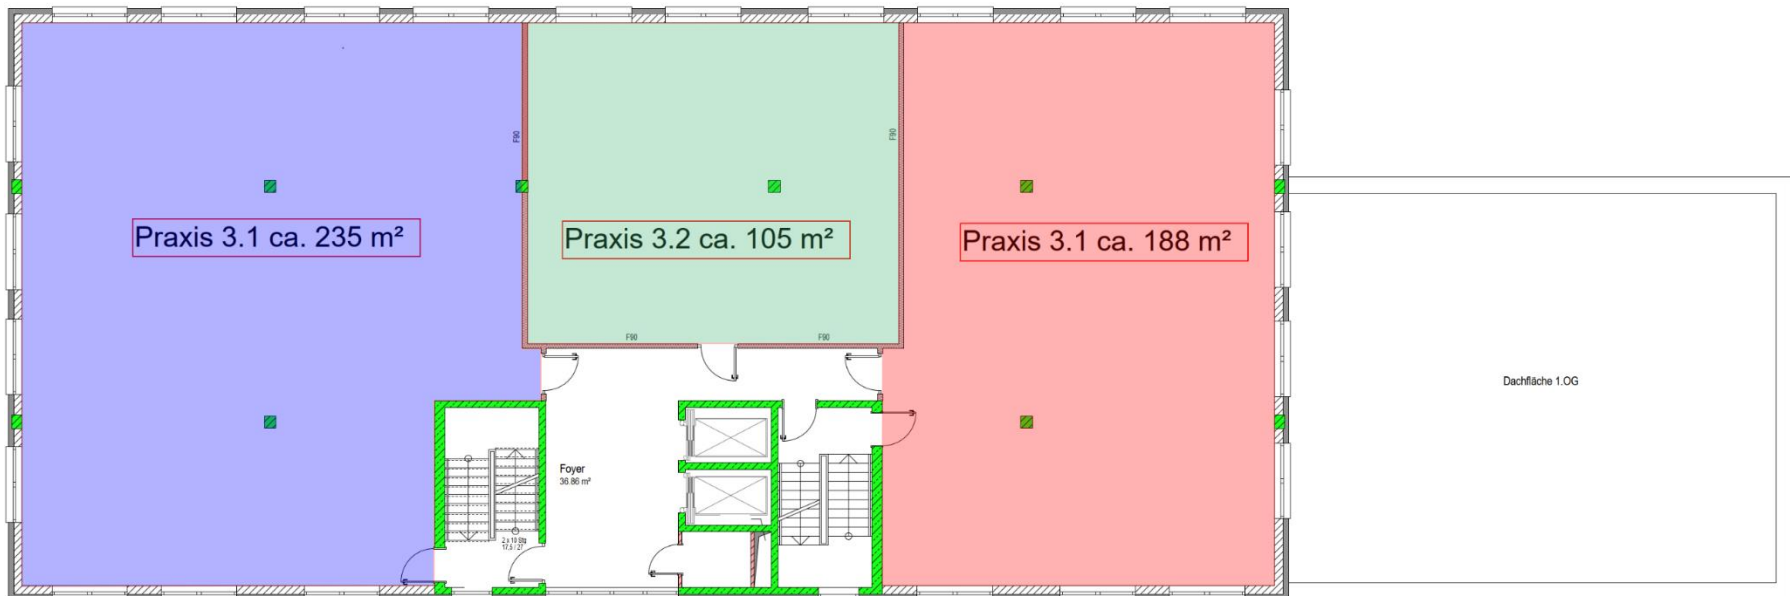 F90
F90
Praxis 3.1 ca. 235 m²
Praxis 3.2 ca. 105 m²
Praxis 3.1 ca. 188 m²
F90
F90
Dachfläche 1.OG
Foyer
36.86 m²
2 x 10 Stg
17,5 / 27